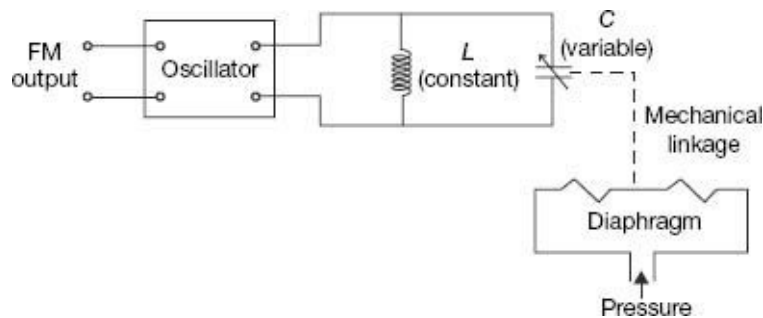 FM
output
Oscillator
L
(constant)
C
(variable)
Mechanical
linkage
Diaphragm
Pressure